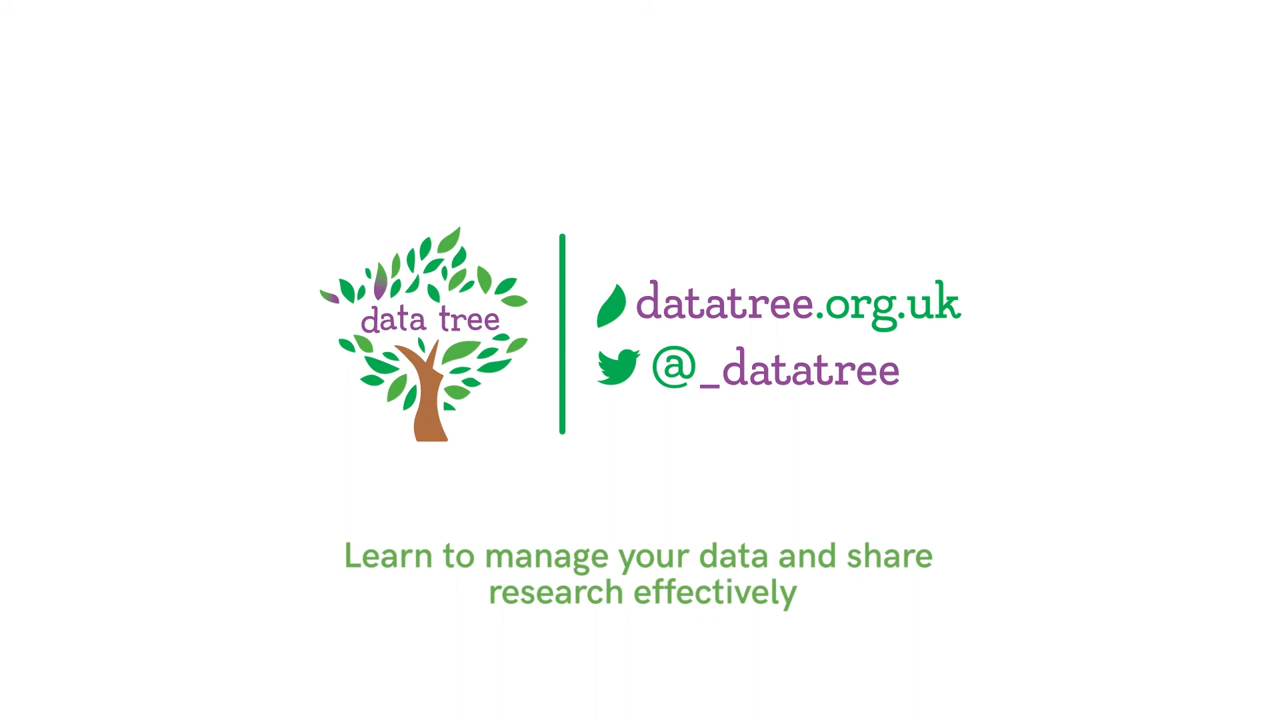 data tree
datatree.org.uk
@_datatree
Learn to manage your data and share
research effectively